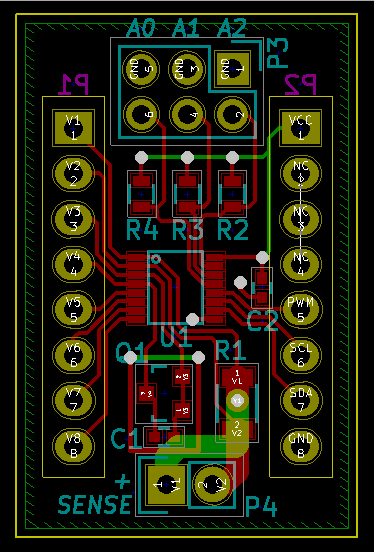 A0 A1 A2
P1
P3
P2
GND 5
GND 3
GND 1
6
4
2
V1 1
V2 2
V3 3
V4 4
V5 5
V6 6
V7 7
V8 8
VCC 1
NC 2
NC 3
NC 4
PWM 5
SCL 6
SDA 7
GND 8
R4 R3 R2
C2
U1
Q1
R1
1
V1
V1
2
V2
C1
+
SENSE
1 V1
2 V2
P4